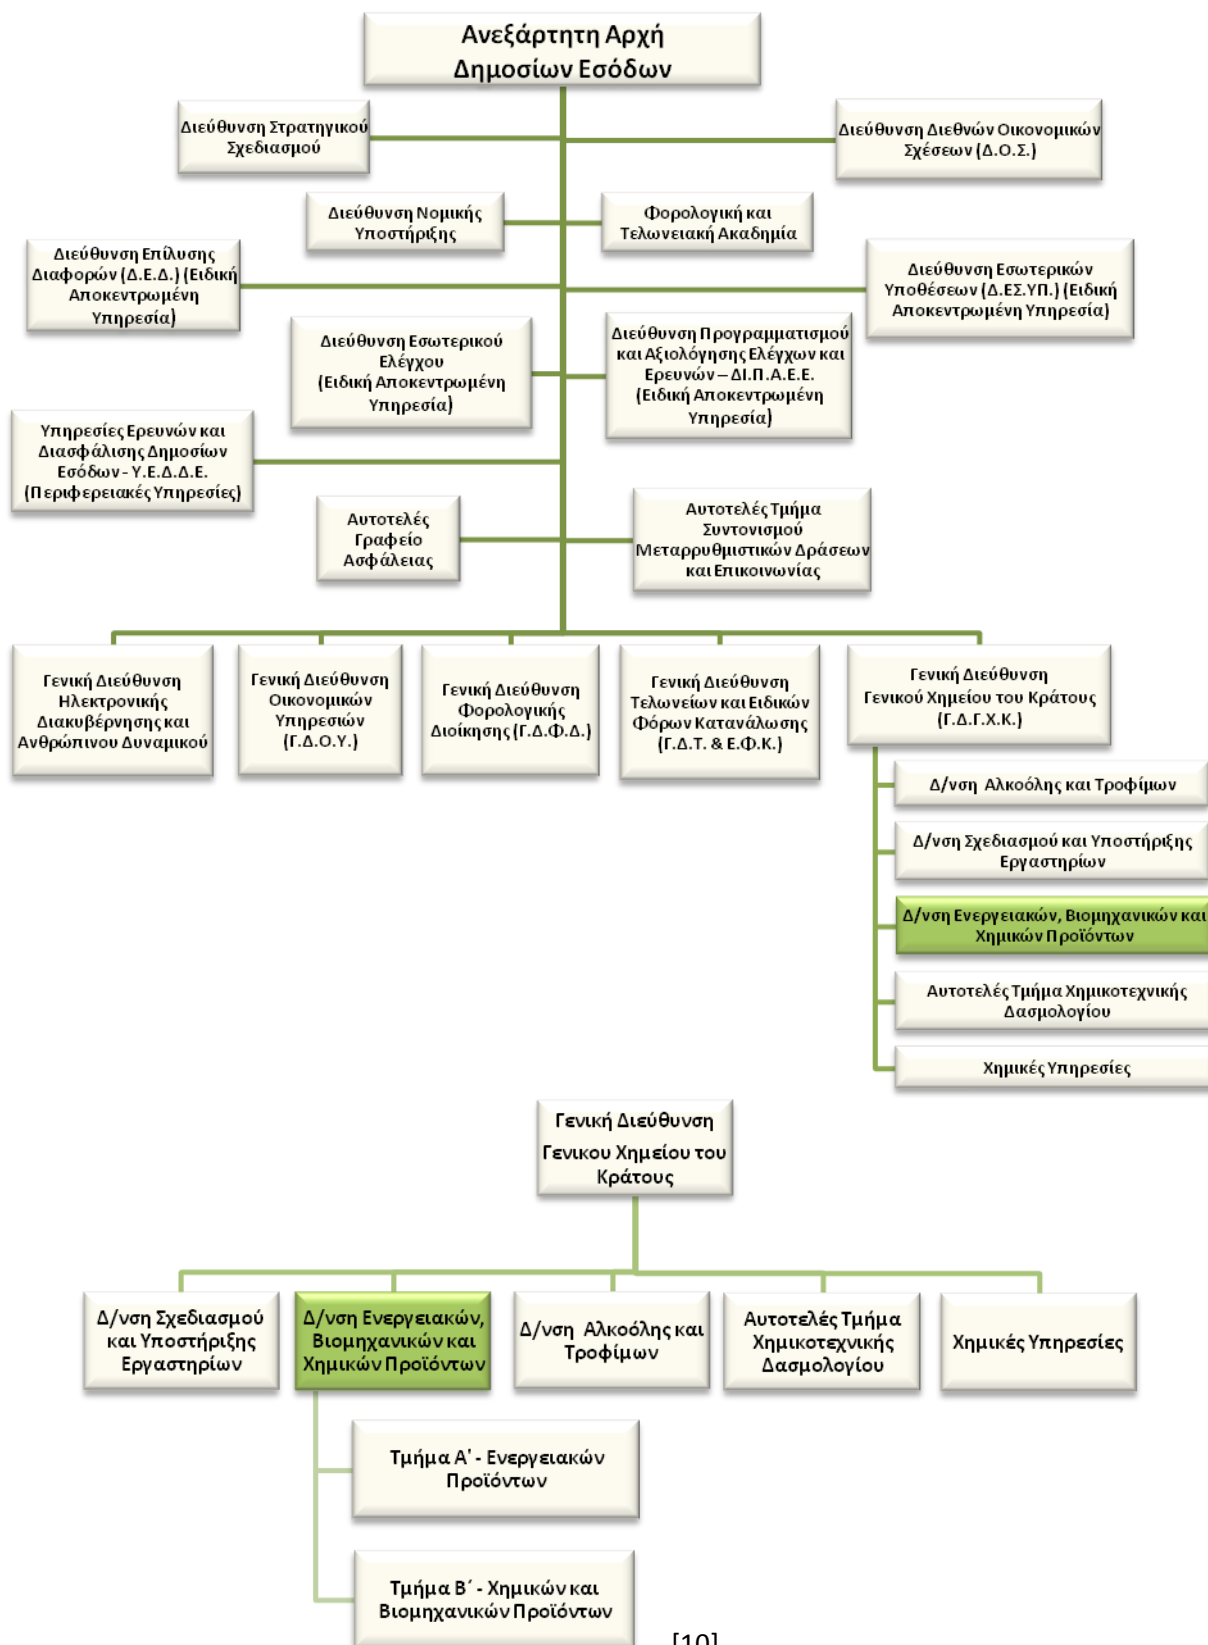 Ανεξάρτητη Αρχή
Δημοσίων Εσόδων
Διεύθυνση Στρατηγικού
Σχεδιασμού
Διεύθυνση Διεθνών Οικονομικών
Σχέσεων (Δ.Ο.Σ.)
Διεύθυνση Νομικής
Υποστήριξης
Φορολογική και
Τελωνειακή Ακαδημία
Διεύθυνση Επίλυσης
Διαφορών (Δ.Ε.Δ.) (Ειδική
Αποκεντρωμένη
Υπηρεσία)
Διεύθυνση Εσωτερικών
Υποθέσεων (Δ.ΕΣ.ΥΠ.) (Ειδική
Αποκεντρωμένη Υπηρεσία)
Διεύθυνση Εσωτερικού
Ελέγχου
(Ειδική Αποκεντρωμένη
Υπηρεσία)
Διεύθυνση Προγραμματισμού
και Αξιολόγησης Ελέγχων και
Ερευνών – ΔΙ.Π.Α.Ε.Ε.
(Ειδική Αποκεντρωμένη
Υπηρεσία)
Υπηρεσίες Ερευνών και
Διασφάλισης Δημοσίων
Εσόδων - Υ.Ε.Δ.Δ.Ε.
(Περιφερειακές Υπηρεσίες)
Αυτοτελές
Γραφείο
Ασφάλειας
Αυτοτελές Τμήμα
Συντονισμού
Μεταρρυθμιστικών Δράσεων
και Επικοινωνίας
Γενική Διεύθυνση
Ηλεκτρονικής
Διακυβέρνησης και
Ανθρώπινου Δυναμικού
Γενική Διεύθυνση
Οικονομικών
Υπηρεσιών
(Γ.Δ.Ο.Υ.)
Γενική Διεύθυνση
Φορολογικής
Διοίκησης (Γ.Δ.Φ.Δ.)
Γενική Διεύθυνση
Τελωνείων και Ειδικών
Φόρων Κατανάλωσης
(Γ.Δ.Τ. & Ε.Φ.Κ.)
Γενική Διεύθυνση
Γενικού Χημείου του Κράτους
(Γ.Δ.Γ.Χ.Κ.)
Δ/νση Αλκοόλης και Τροφίμων
Δ/νση Σχεδιασμού και Υποστήριξης
Εργαστηρίων
Δ/νση Ενεργειακών, Βιομηχανικών και
Χημικών Προϊόντων
Αυτοτελές Τμήμα Χημικοτεχνικής
Δασμολογίου
Χημικές Υπηρεσίες
Γενική Διεύθυνση
Γενικου Χημείου του
Κράτους
Δ/νση Σχεδιασμού
και Υποστήριξης
Εργαστηρίων
Δ/νση Ενεργειακών,
Βιομηχανικών και
Χημικών Προϊόντων
Δ/νση Αλκοόλης και
Τροφίμων
Αυτοτελές Τμήμα
Χημικοτεχνικής
Δασμολογίου
Χημικές Υπηρεσίες
Τμήμα Α' - Ενεργειακών
Προϊόντων
Τμήμα Β΄ - Χημικών και
Βιομηχανικών Προϊόντων
[10]